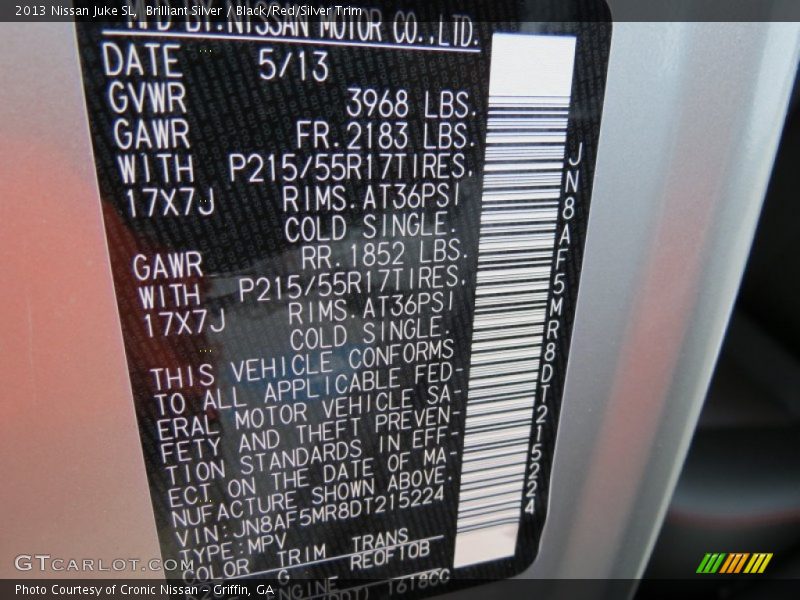 2013 Nissan Juke SL, Brilliant Silver / Black/Red/Silver Trim
MFD BY:NISSAN MOTOR CO.,LTD.
DATE 5/13
GVWR 3968 LBS.
GAWR FR.2183 LBS.
WITH P215/55R17TIRES.
17X7J RIMS.AT36PSI
COLD SINGLE.
GAWR RR.1852 LBS.
WITH P215/55R17TIRES.
17X7J RIMS.AT36PSI
COLD SINGLE.
THIS VEHICLE CONFORMS
TO ALL APPLICABLE FED-
ERAL MOTOR VEHICLE SA-
FETY AND THEFT PREVEN-
TION STANDARDS IN EFF-
ECT ON THE DATE OF MA-
NUFACTURE SHOWN ABOVE.
VIN:JN8AF5MR8DT215224
TYPE:MPV
COLOR TRIM TRANS
G RE0F10B
ENGINE 1618CC
JN8AF5MR8DT215224
GTCARLOT.COM
Photo Courtesy of Cronic Nissan - Griffin, GA